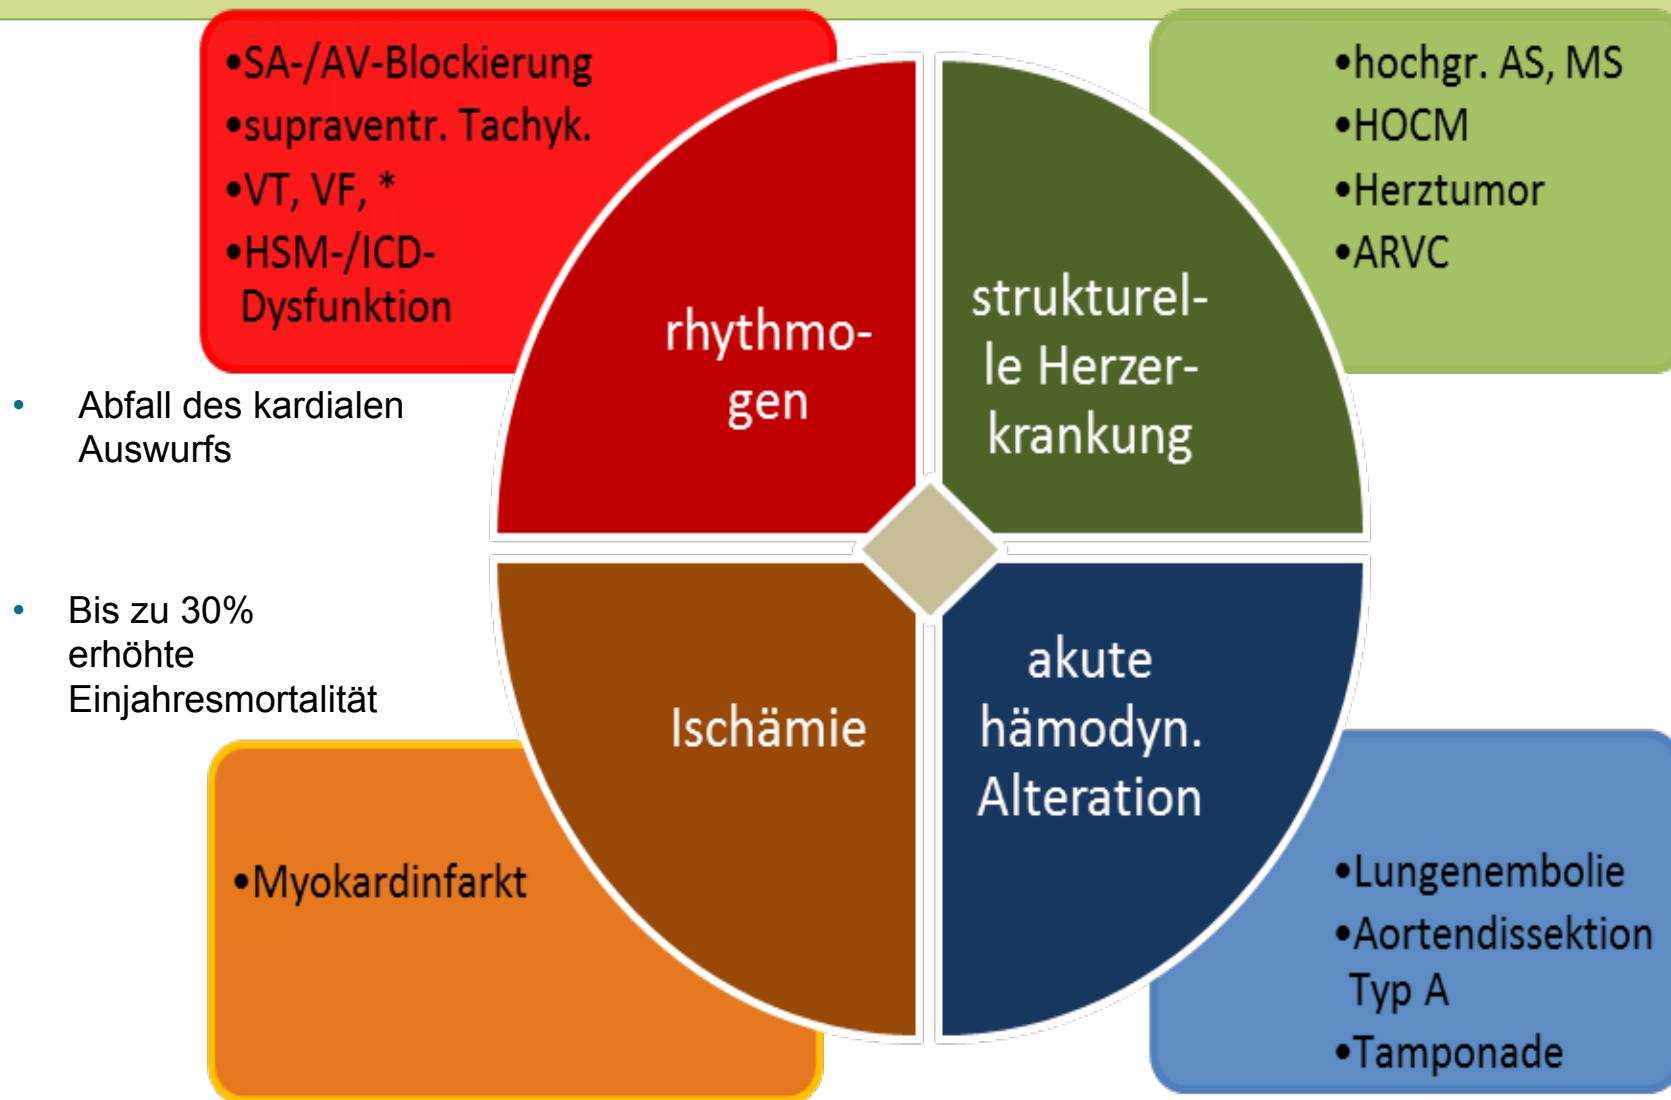 •SA-/AV-Blockierung
•supraventr. Tachyk.
•VT, VF, *
•HSM-/ICD-
Dysfunktion
•hochgr. AS, MS
•HOCM
•Herztumor
•ARVC
rhythmo-
gen
strukturel-
le Herzer-
krankung
• Abfall des kardialen
Auswurfs
• Bis zu 30%
erhöhte
Einjahresmortalität
Ischämie
akute
hämodyn.
Alteration
•Myokardinfarkt
•Lungenembolie
•Aortendissektion
Typ A
•Tamponade